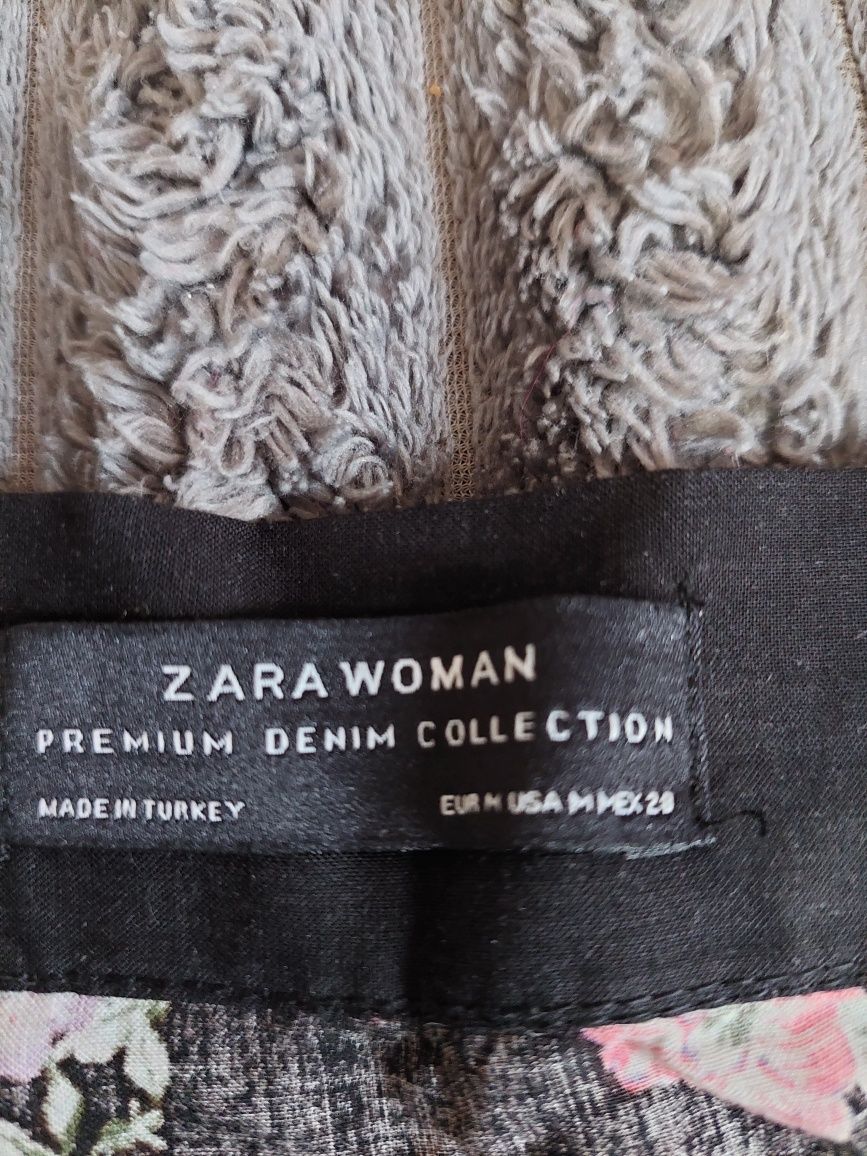 ZARA WOMAN
PREMIUM DENIM COLLECTION
MADE IN TURKEY EUR M USA M MEX 28